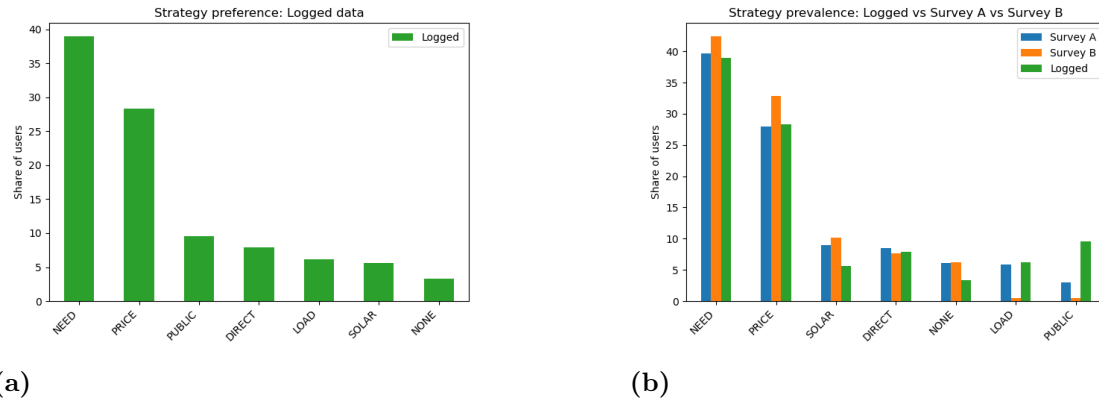 Strategy preference: Logged data
Share of users
40
35
30
25
20
15
10
5
0
Logged
NEED PRICE PUBLIC DIRECT LOAD SOLAR NONE
(a)
Strategy prevalence: Logged vs Survey A vs Survey B
Share of users
40
35
30
25
20
15
10
5
0
Survey A
Survey B
Logged
NEED PRICE SOLAR DIRECT NONE LOAD PUBLIC
(b)